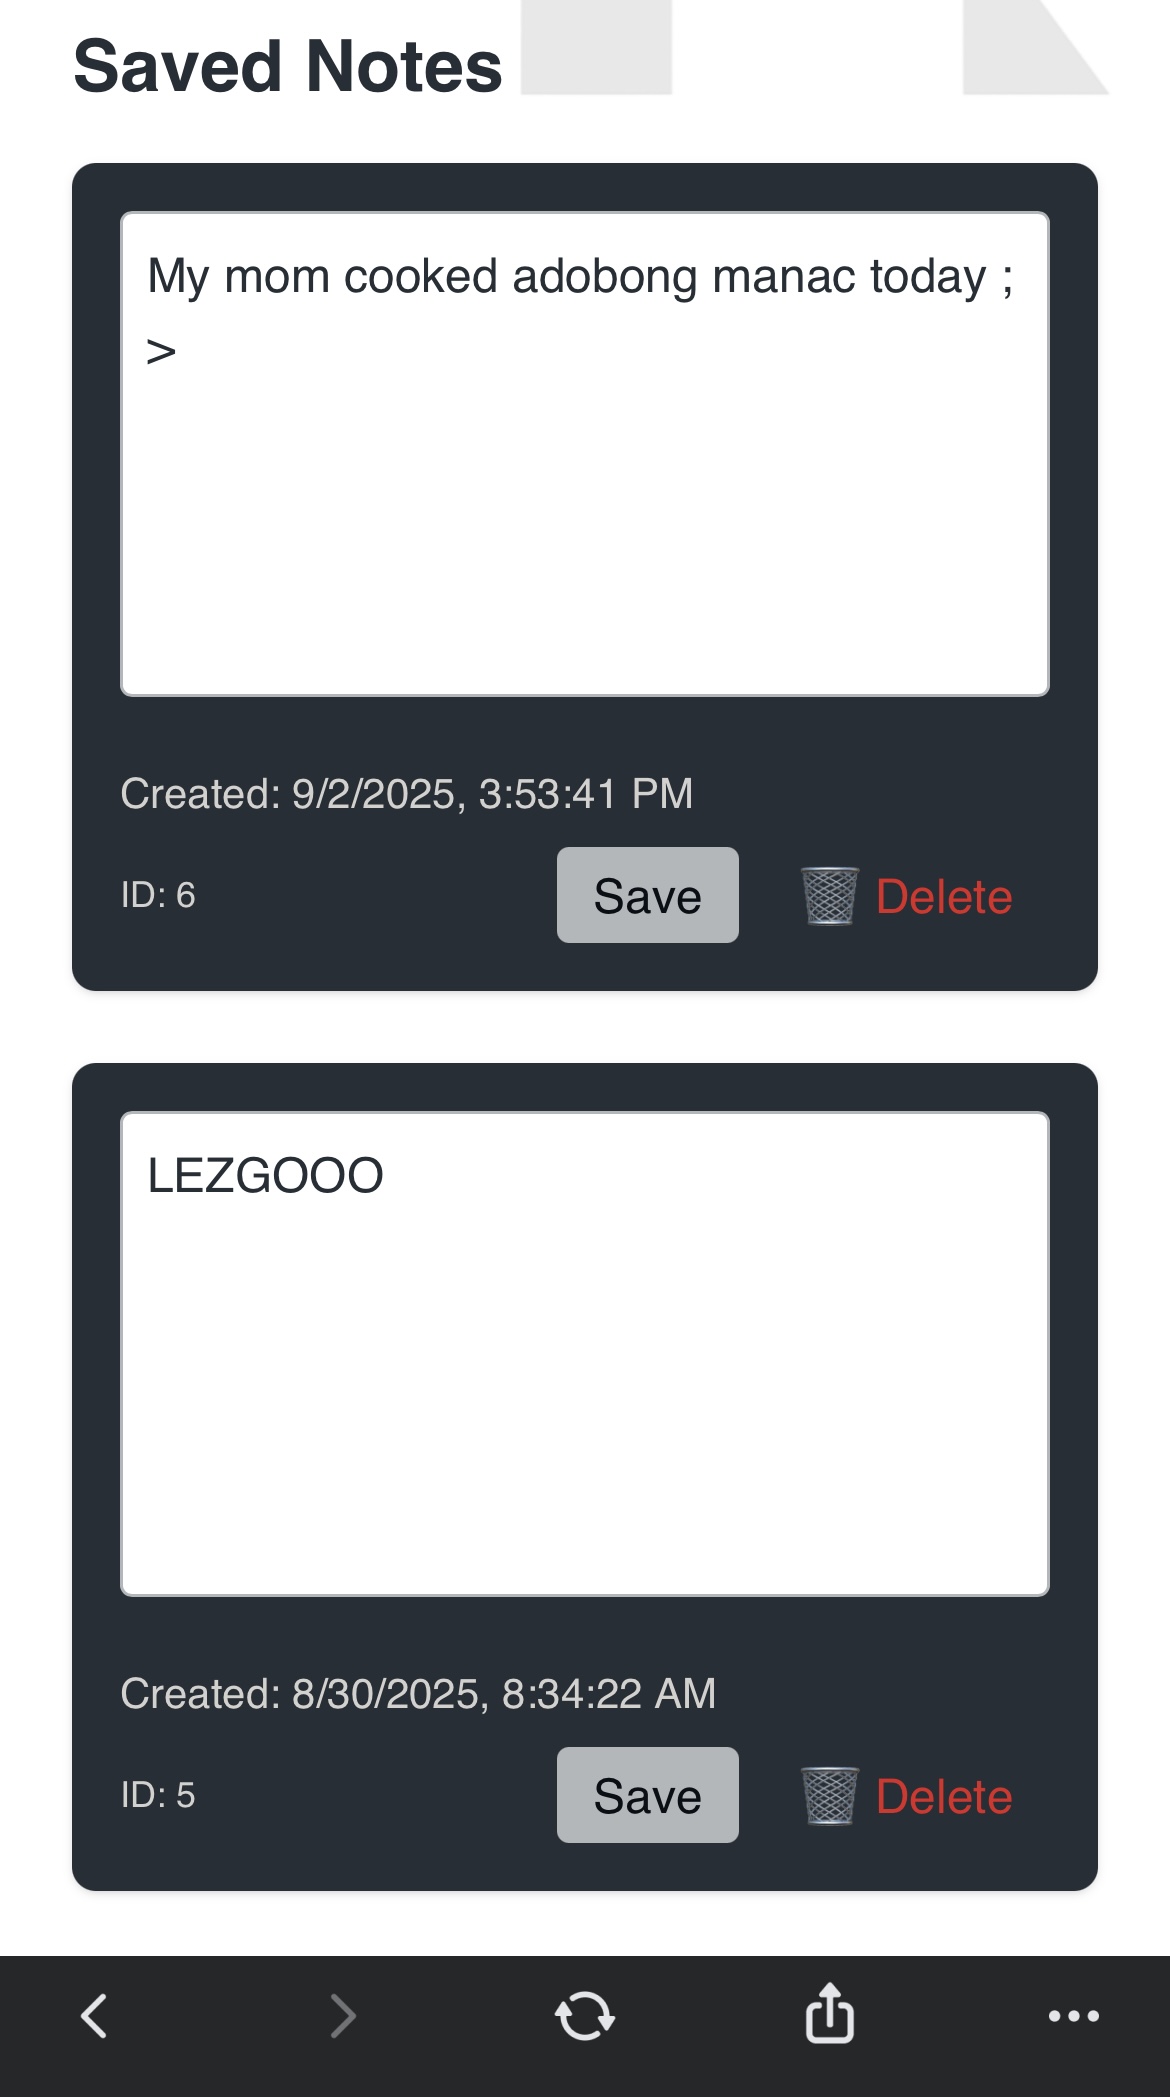 Saved Notes
My mom cooked adobong manac today ;
>
Created: 9/2/2025, 3:53:41 PM
ID: 6 Save Delete
LEZGOOO
Created: 8/30/2025, 8:34:22 AM
ID: 5 Save Delete